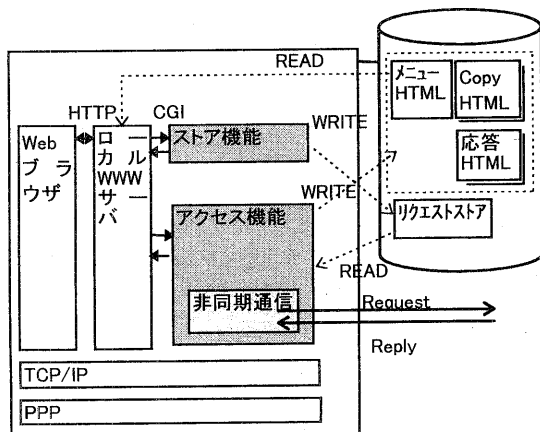 READ
メニュー
HTML
Copy
HTML
HTTP
CGI
WRITE
Web
ブ ラ
ウザ
ロ ー
カ ル
WWW
サ ー
バ
ストア機能
応答
HTML
WRITE
アクセス機能
リクエストストア
READ
非同期通信
Request
Reply
TCP/IP
PPP